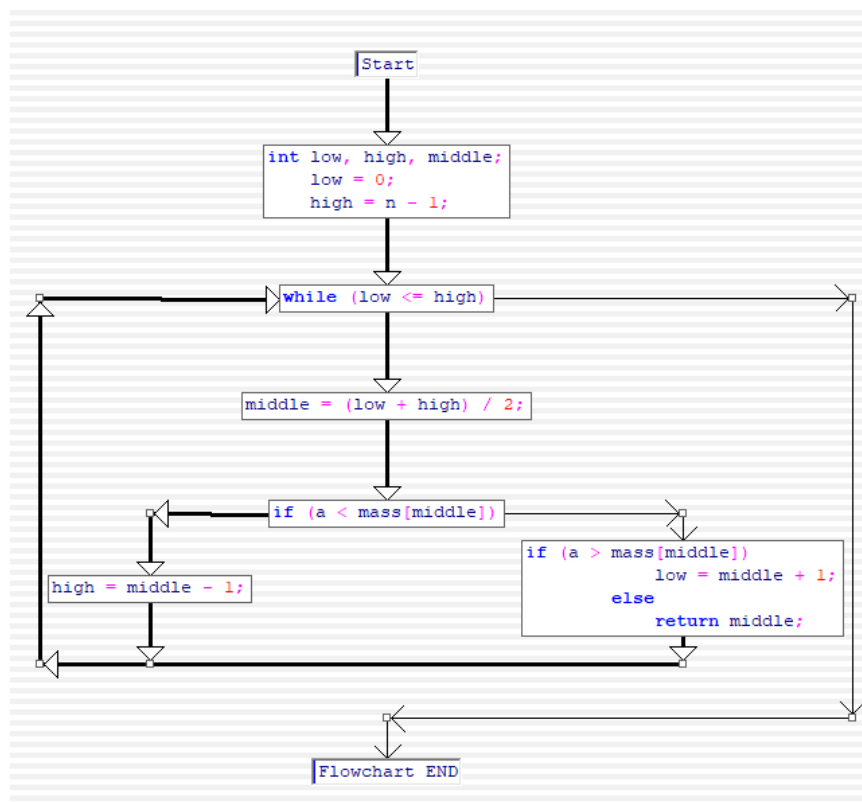 Start
int low, high, middle;
low = 0;
high = n - 1;
while (low <= high)
middle = (low + high) / 2;
if (a < mass[middle])
high = middle - 1;
if (a > mass[middle])
low = middle + 1;
else
return middle;
Flowchart END